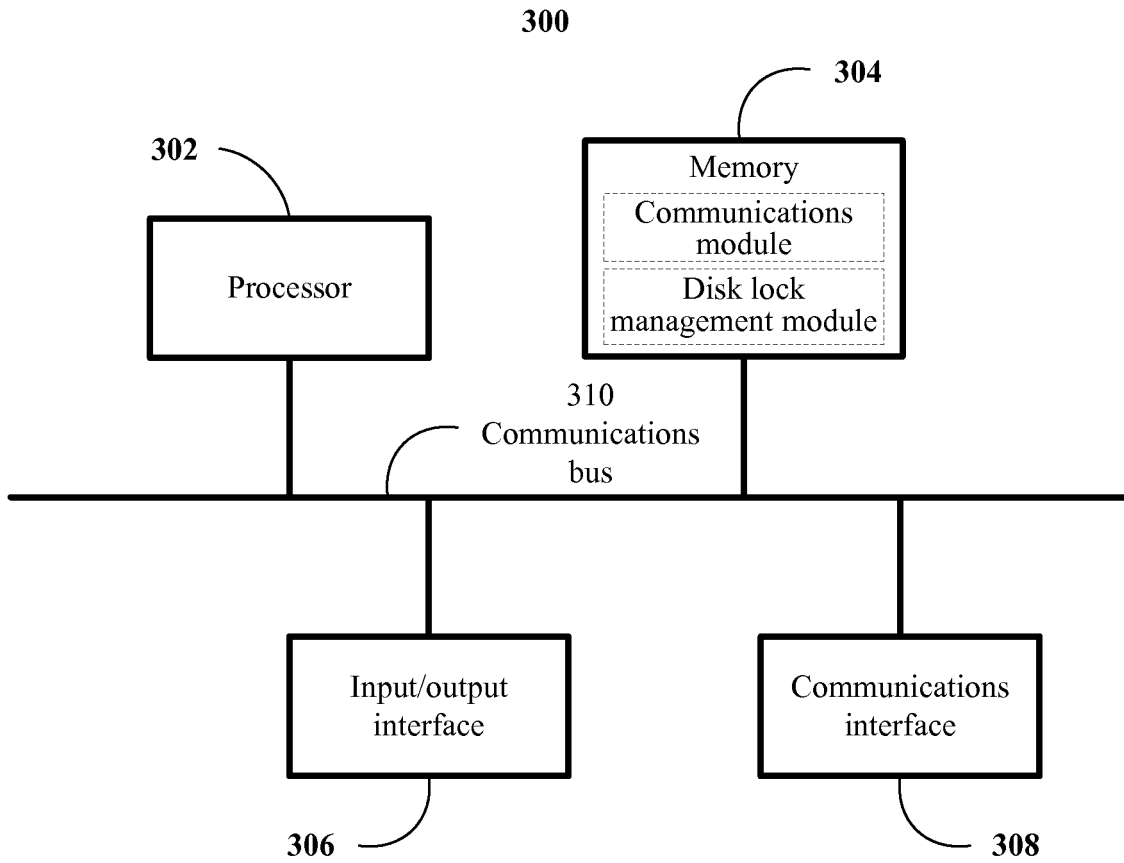 300
304
302
Memory
Communications
module
Disk lock
management module
Processor
310
Communications
bus
Input/output
interface
Communications
interface
306
308